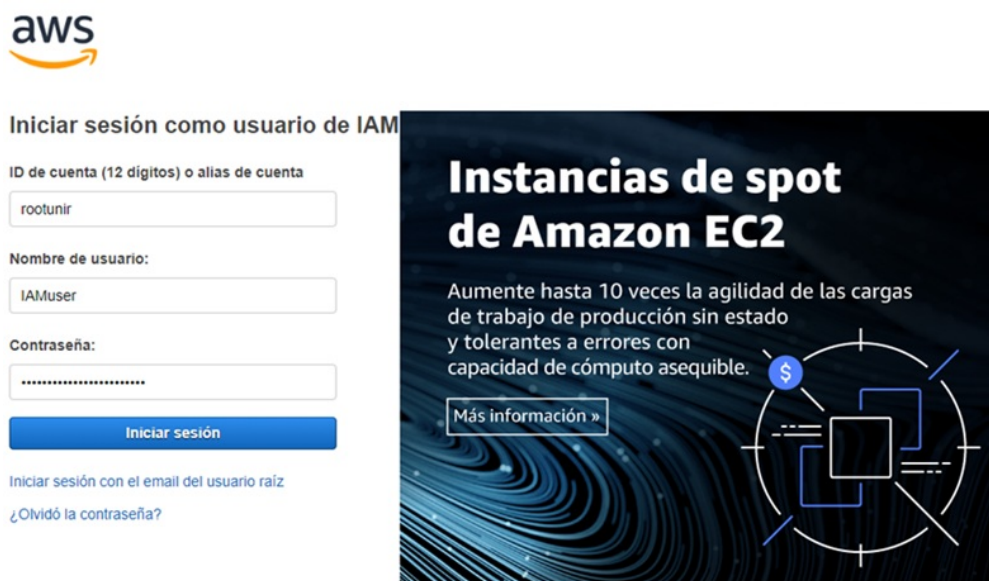 aws
Iniciar sesión como usuario de IAM
ID de cuenta (12 dígitos) o alias de cuenta
rootunir
Nombre de usuario:
IAMuser
Contraseña:
························
Iniciar sesión
Iniciar sesión con el email del usuario raíz
¿Olvidó la contraseña?
Instancias de spot
de Amazon EC2
Aumente hasta 10 veces la agilidad de las cargas
de trabajo de producción sin estado
y tolerantes a errores con
capacidad de cómputo asequible.
$
Más información »